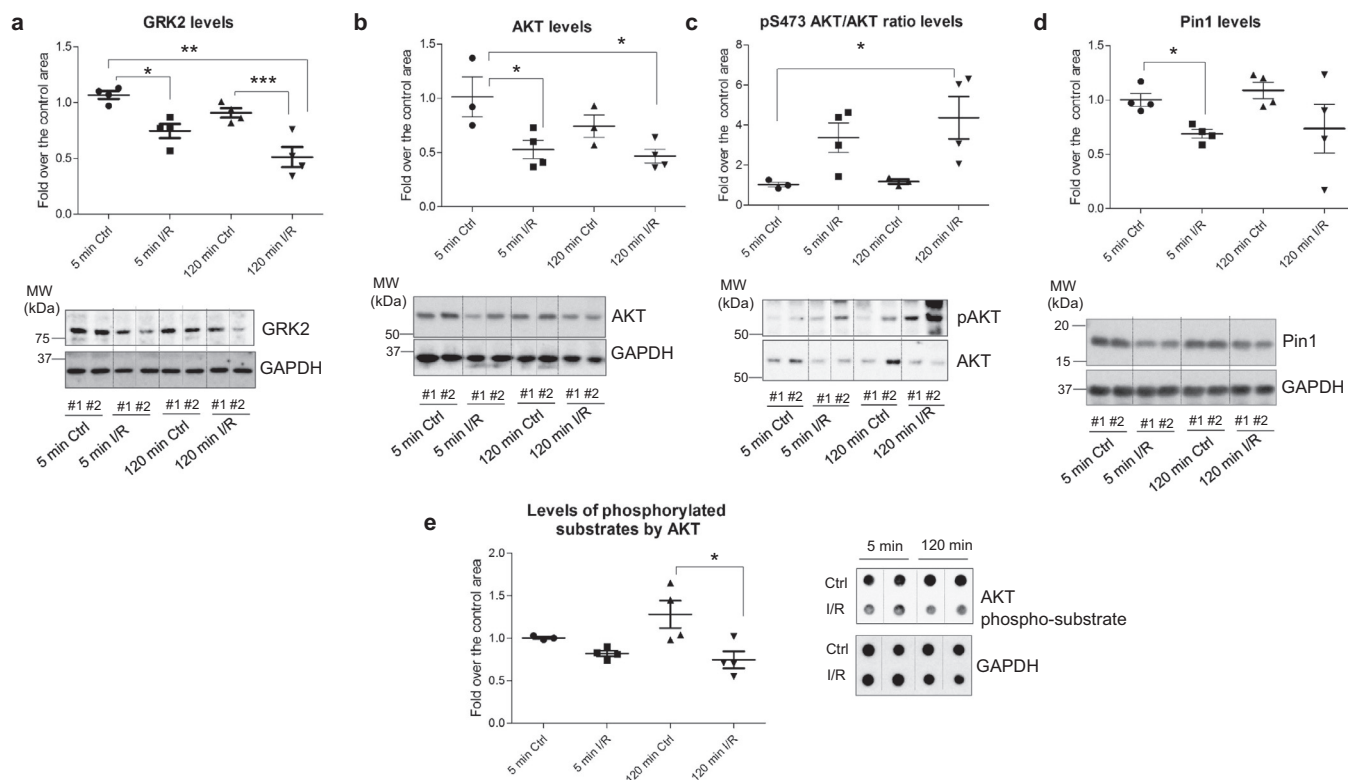 a
GRK2 levels
Fold over the control area
1.5
1.0
0.5
0.0
**
*
***
5 min Ctrl
5 min I/R
120 min Ctrl
120 min I/R
MW
(kDa)
75
GRK2
37
GAPDH
#1 #2 #1 #2 #1 #2 #1 #2
5 min Ctrl
5 min I/R
120 min Ctrl
120 min I/R
b
AKT levels
Fold over the control area
1.5
1.0
0.5
0.0
*
*
5 min Ctrl
5 min I/R
120 min Ctrl
120 min I/R
MW
(kDa)
AKT
50
37
GAPDH
#1 #2 #1 #2 #1 #2 #1 #2
5 min Ctrl
5 min I/R
120 min Ctrl
120 min I/R
c
pS473 AKT/AKT ratio levels
Fold over the control area
8
6
4
2
0
*
5 min Ctrl
5 min I/R
120 min Ctrl
120 min I/R
MW
(kDa)
pAKT
50
AKT
50
#1 #2 #1 #2 #1 #2 #1 #2
5 min Ctrl
5 min I/R
120 min Ctrl
120 min I/R
d
Pin1 levels
Fold over the control area
1.5
1.0
0.5
0.0
*
5 min Ctrl
5 min I/R
120 min Ctrl
120 min I/R
MW
(kDa)
20
Pin1
15
37
GAPDH
#1 #2 #1 #2 #1 #2 #1 #2
5 min Ctrl
5 min I/R
120 min Ctrl
120 min I/R
e
Levels of phosphorylated
substrates by AKT
Fold over the control area
2.0
1.5
1.0
0.5
0.0
*
5 min Ctrl
5 min I/R
120 min Ctrl
120 min I/R
5 min 120 min
Ctrl
I/R
AKT
phospho-substrate
Ctrl
I/R
GAPDH